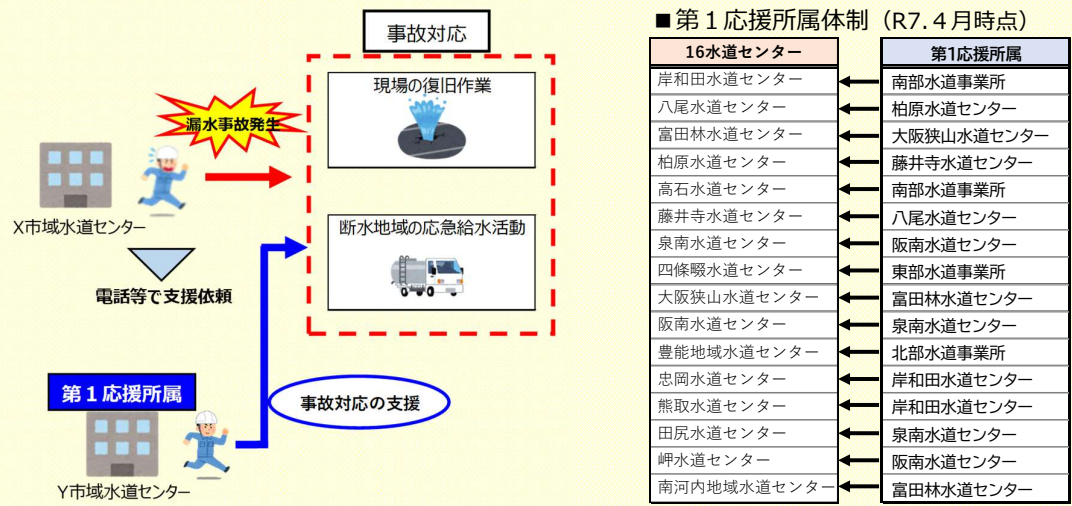 事故対応
現場の復旧作業
漏水事故発生
X市域水道センター
断水地域の応急給水活動
電話等で支援依頼
第１応援所属
事故対応の支援
Y市域水道センター
■第１応援所属体制（R7.４月時点）
16水道センター 第1応援所属
岸和田水道センター 南部水道事業所
八尾水道センター 柏原水道センター
富田林水道センター 大阪狭山水道センター
柏原水道センター 藤井寺水道センター
高石水道センター 南部水道事業所
藤井寺水道センター 八尾水道センター
泉南水道センター 阪南水道センター
四條畷水道センター 東部水道事業所
大阪狭山水道センター 富田林水道センター
阪南水道センター 泉南水道センター
豊能地域水道センター 北部水道事業所
忠岡水道センター 岸和田水道センター
熊取水道センター 岸和田水道センター
田尻水道センター 泉南水道センター
岬水道センター 阪南水道センター
南河内地域水道センター 富田林水道センター